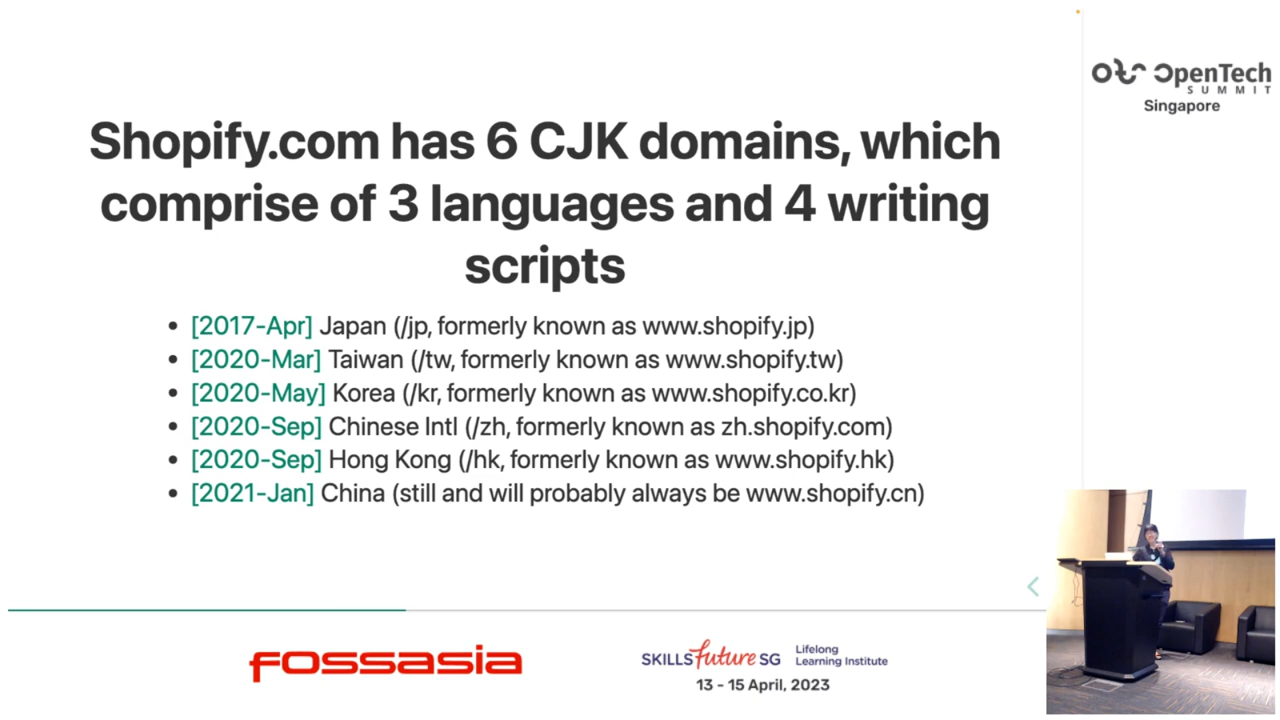 OpenTech
SUMMIT
Singapore
Shopify.com has 6 CJK domains, which
comprise of 3 languages and 4 writing
scripts
• [2017-Apr] Japan (/jp, formerly known as www.shopify.jp)
• [2020-Mar] Taiwan (/tw, formerly known as www.shopify.tw)
• [2020-May] Korea (/kr, formerly known as www.shopify.co.kr)
• [2020-Sep] Chinese Intl (/zh, formerly known as zh.shopify.com)
• [2020-Sep] Hong Kong (/hk, formerly known as www.shopify.hk)
• [2021-Jan] China (still and will probably always be www.shopify.cn)
fossasia
SKILLSfuture SG
Lifelong
Learning Institute
13 - 15 April, 2023